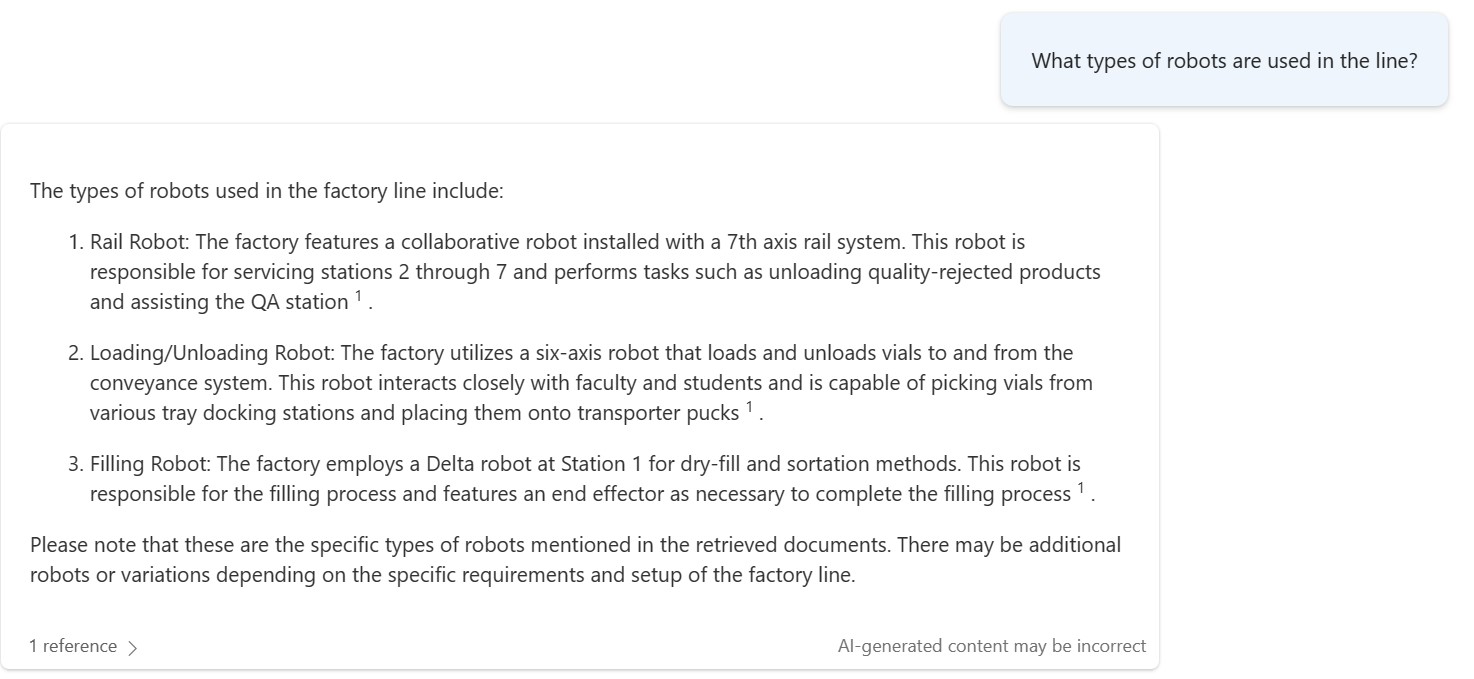 What types of robots are used in the line?
The types of robots used in the factory line include:
1. Rail Robot: The factory features a collaborative robot installed with a 7th axis rail system. This robot is
responsible for servicing stations 2 through 7 and performs tasks such as unloading quality-rejected products
and assisting the QA station 1 .
2. Loading/Unloading Robot: The factory utilizes a six-axis robot that loads and unloads vials to and from the
conveyance system. This robot interacts closely with faculty and students and is capable of picking vials from
various tray docking stations and placing them onto transporter pucks 1 .
3. Filling Robot: The factory employs a Delta robot at Station 1 for dry-fill and sortation methods. This robot is
responsible for the filling process and features an end effector as necessary to complete the filling process 1 .
Please note that these are the specific types of robots mentioned in the retrieved documents. There may be additional
robots or variations depending on the specific requirements and setup of the factory line.
1 reference
AI-generated content may be incorrect